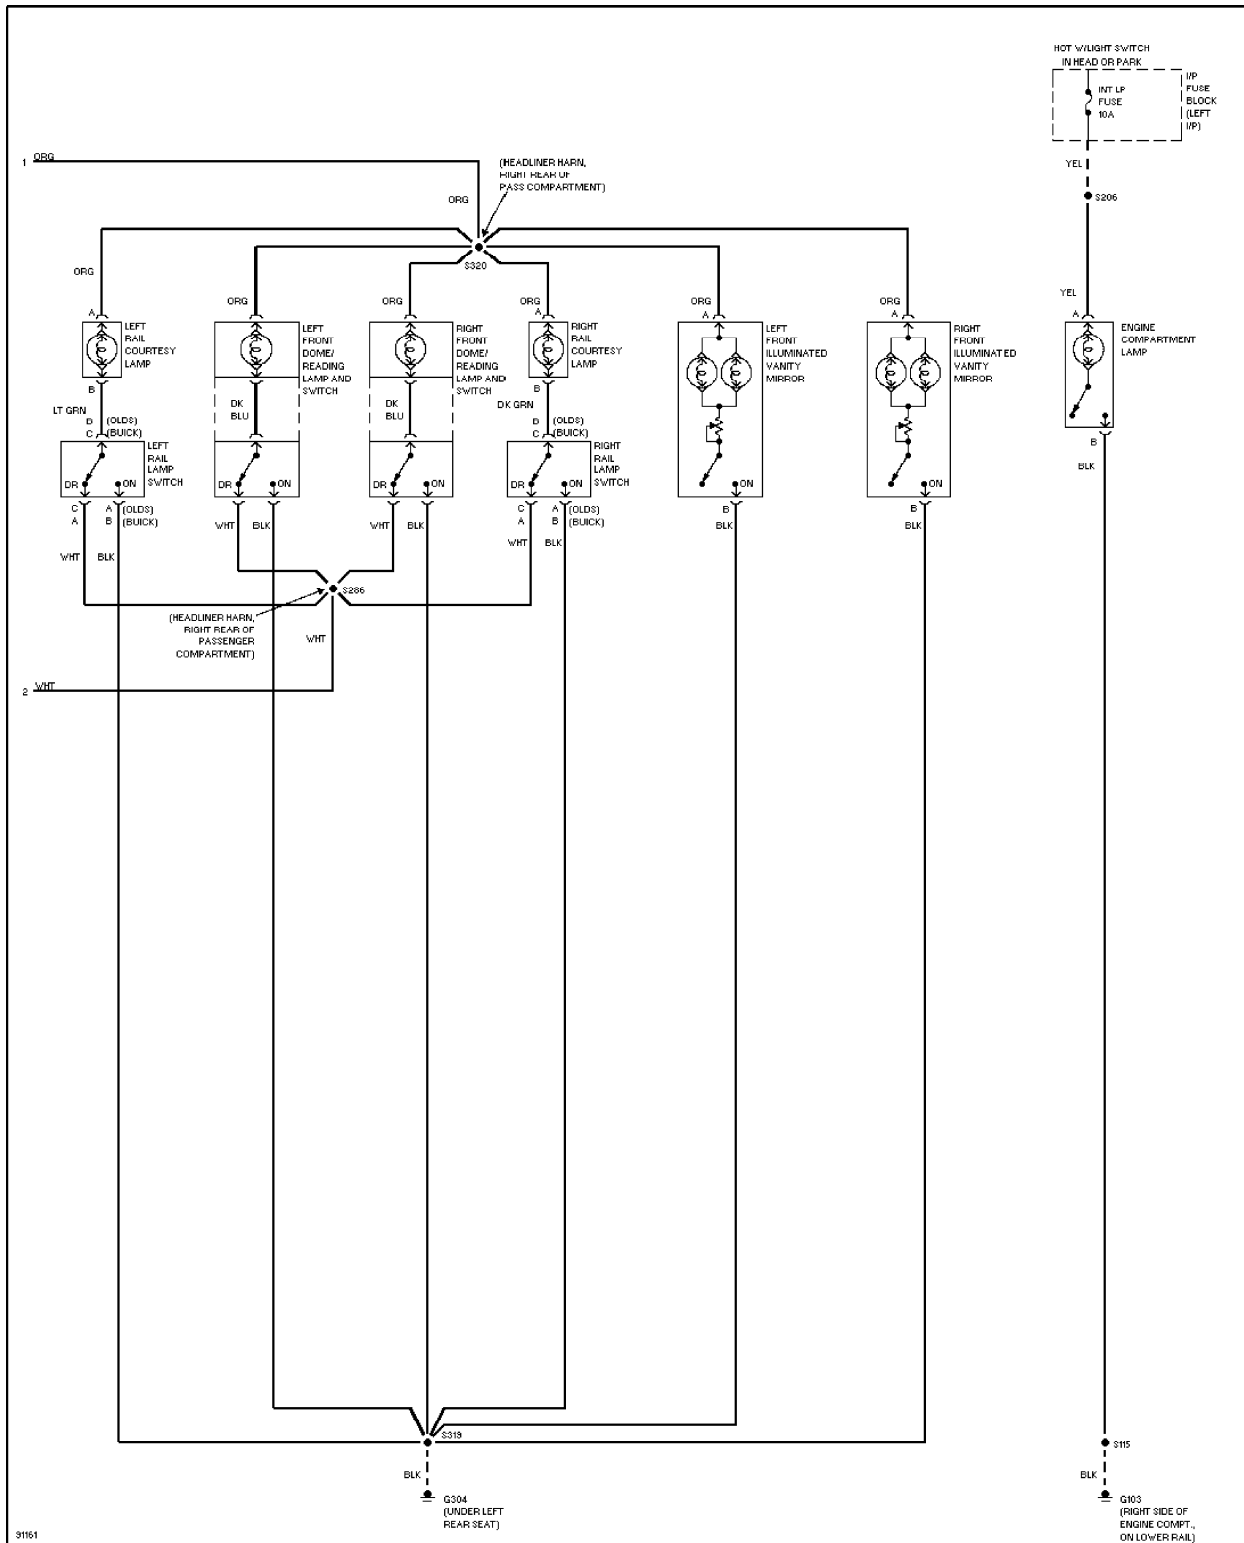 HOT W/LIGHT SWITCH
IN HEAD OR PARK
INT LP
FUSE
10A
I/P
FUSE
BLOCK
(LEFT
I/P)
YEL
S206
1 ORG
(HEADLINER HARN,
RIGHT REAR OF
PASS COMPARTMENT)
ORG
S320
ORG
ORG
ORG
ORG
ORG
ORG
YEL
A
A
A
A
A
LEFT
RAIL
COURTESY
LAMP
LEFT
FRONT
DOME/
READING
LAMP AND
SWITCH
RIGHT
FRONT
DOME/
READING
LAMP AND
SWITCH
RIGHT
RAIL
COURTESY
LAMP
LEFT
FRONT
ILLUMINATED
VANITY
MIRROR
RIGHT
FRONT
ILLUMINATED
VANITY
MIRROR
ENGINE
COMPARTMENT
LAMP
B
B
LT GRN
DK
BLU
DK
BLU
DK GRN
D (OLDS)
C (BUICK)
D (OLDS)
C (BUICK)
LEFT
RAIL
LAMP
SWITCH
RIGHT
RAIL
LAMP
SWITCH
B
BLK
DR ON
DR ON
DR ON
DR ON
ON
ON
C A (OLDS)
A B (BUICK)
WHT BLK
WHT BLK
C A (OLDS)
A B (BUICK)
B
BLK
B
BLK
WHT BLK
WHT BLK
S286
(HEADLINER HARN,
RIGHT REAR OF
PASSENGER
COMPARTMENT)
WHT
2 WHT
S319
BLK
G304
(UNDER LEFT
REAR SEAT)
S115
BLK
G103
(RIGHT SIDE OF
ENGINE COMPT.,
ON LOWER RAIL)
91161